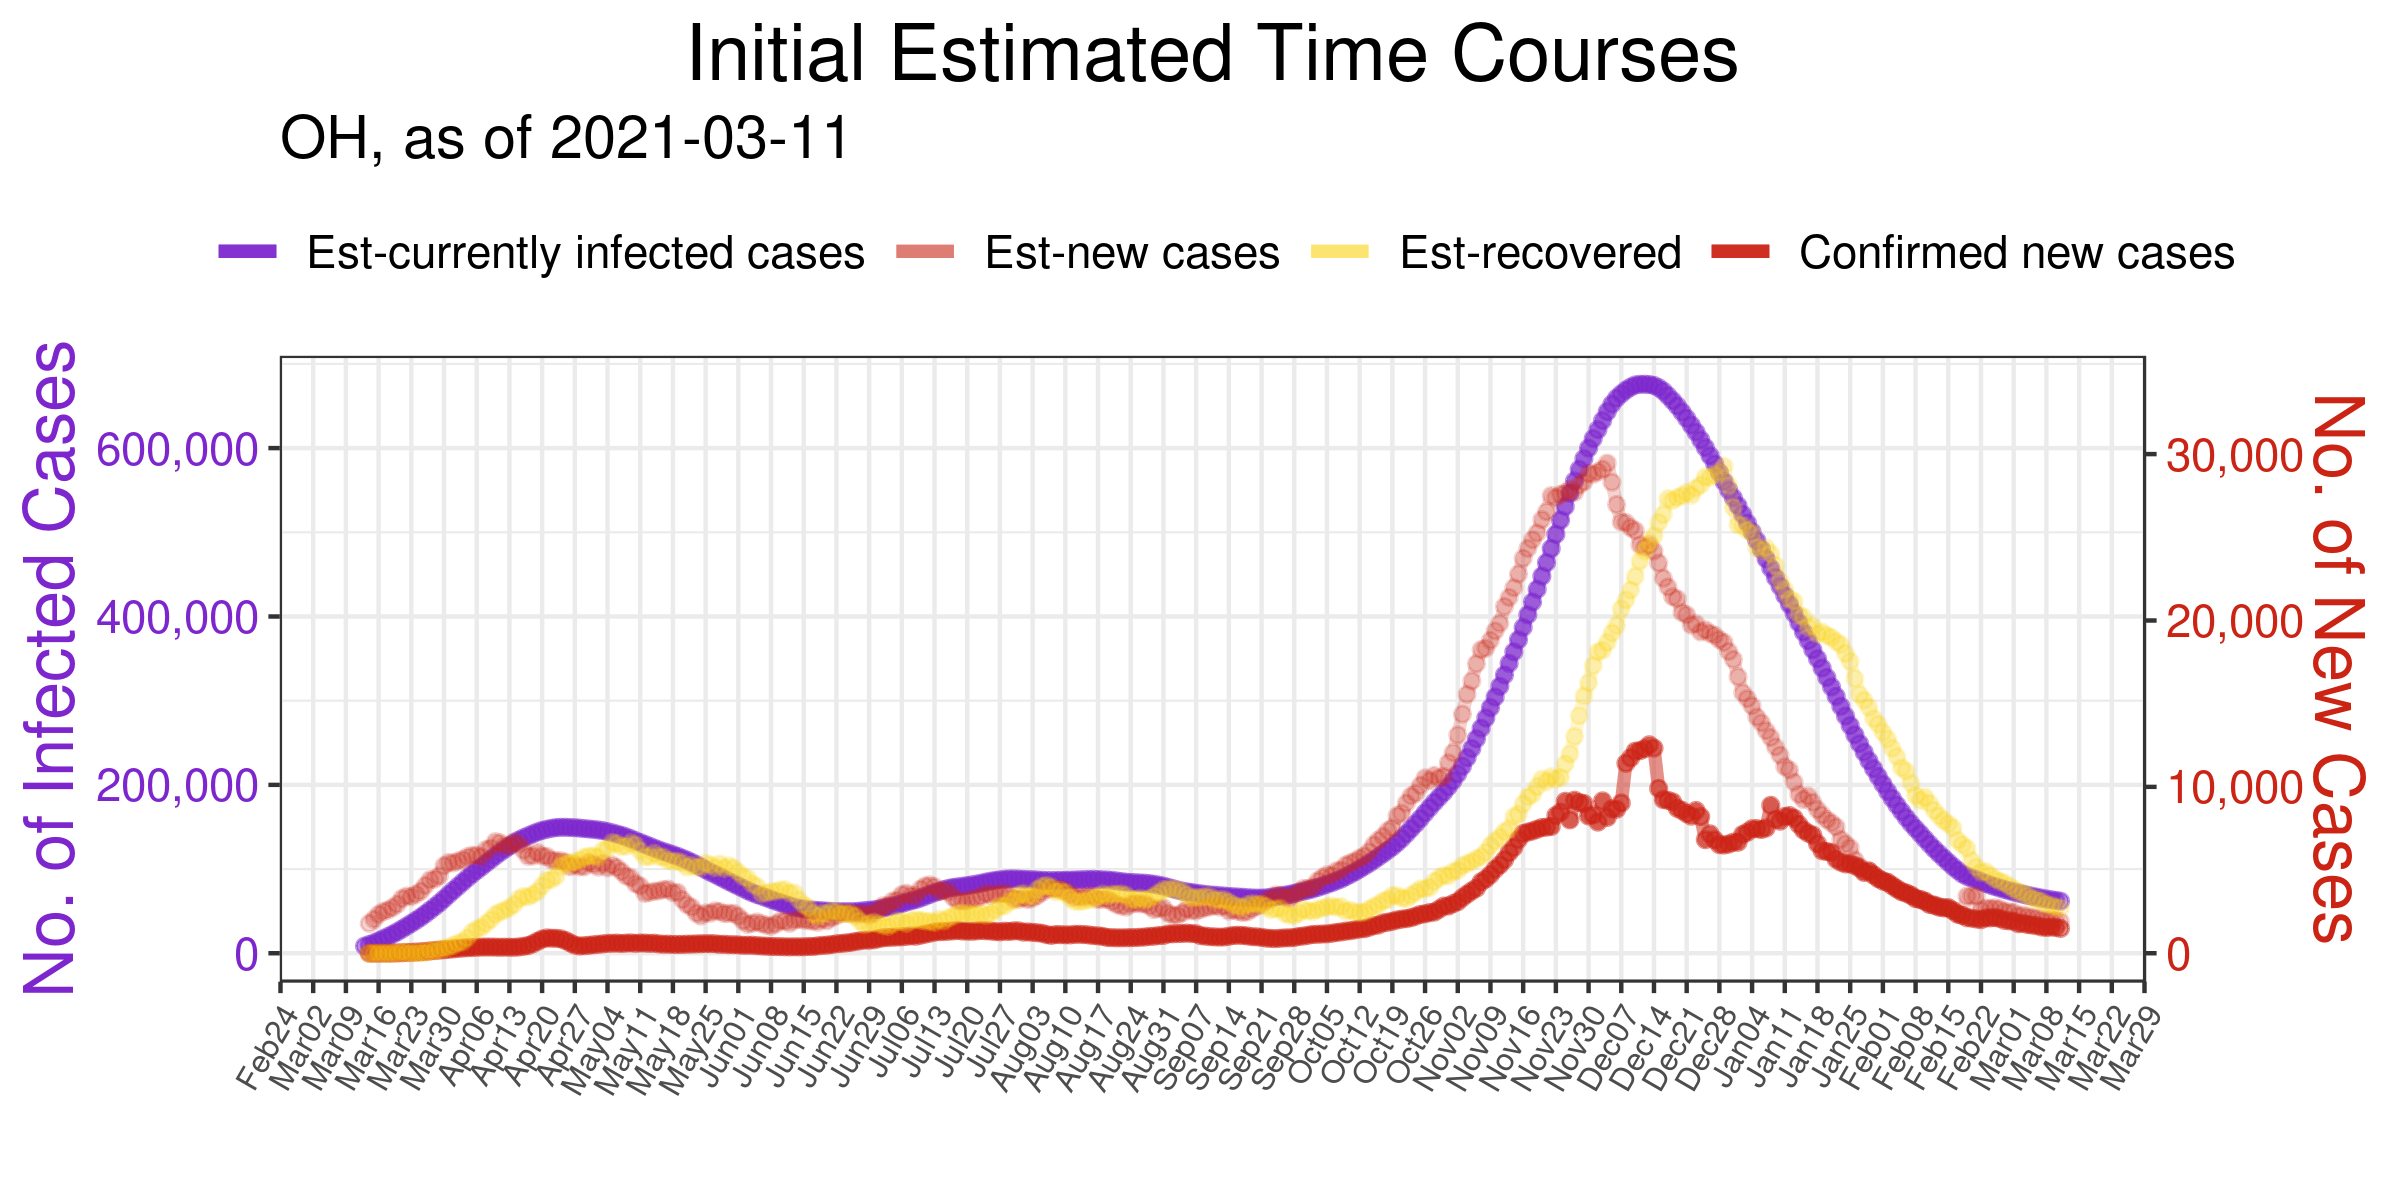 Initial Estimated Time Courses
OH, as of 2021-03-11
Est-currently infected cases Est-new cases Est-recovered Confirmed new cases
No. of Infected Cases
600,000
400,000
200,000
0
30,000
20,000
10,000
0
No. of New Cases
Feb24 Mar02 Mar09 Mar16 Mar23 Mar30 Apr06 Apr13 Apr20 Apr27 May04 May11 May18 May25 Jun01 Jun08 Jun15 Jun22 Jun29 Jul06 Jul13 Jul20 Jul27 Aug03 Aug10 Aug17 Aug24 Aug31 Sep07 Sep14 Sep21 Sep28 Oct05 Oct12 Oct19 Oct26 Nov02 Nov09 Nov16 Nov23 Nov30 Dec07 Dec14 Dec21 Dec28 Jan04 Jan11 Jan18 Jan25 Feb01 Feb08 Feb15 Feb22 Mar01 Mar08 Mar15 Mar22 Mar29